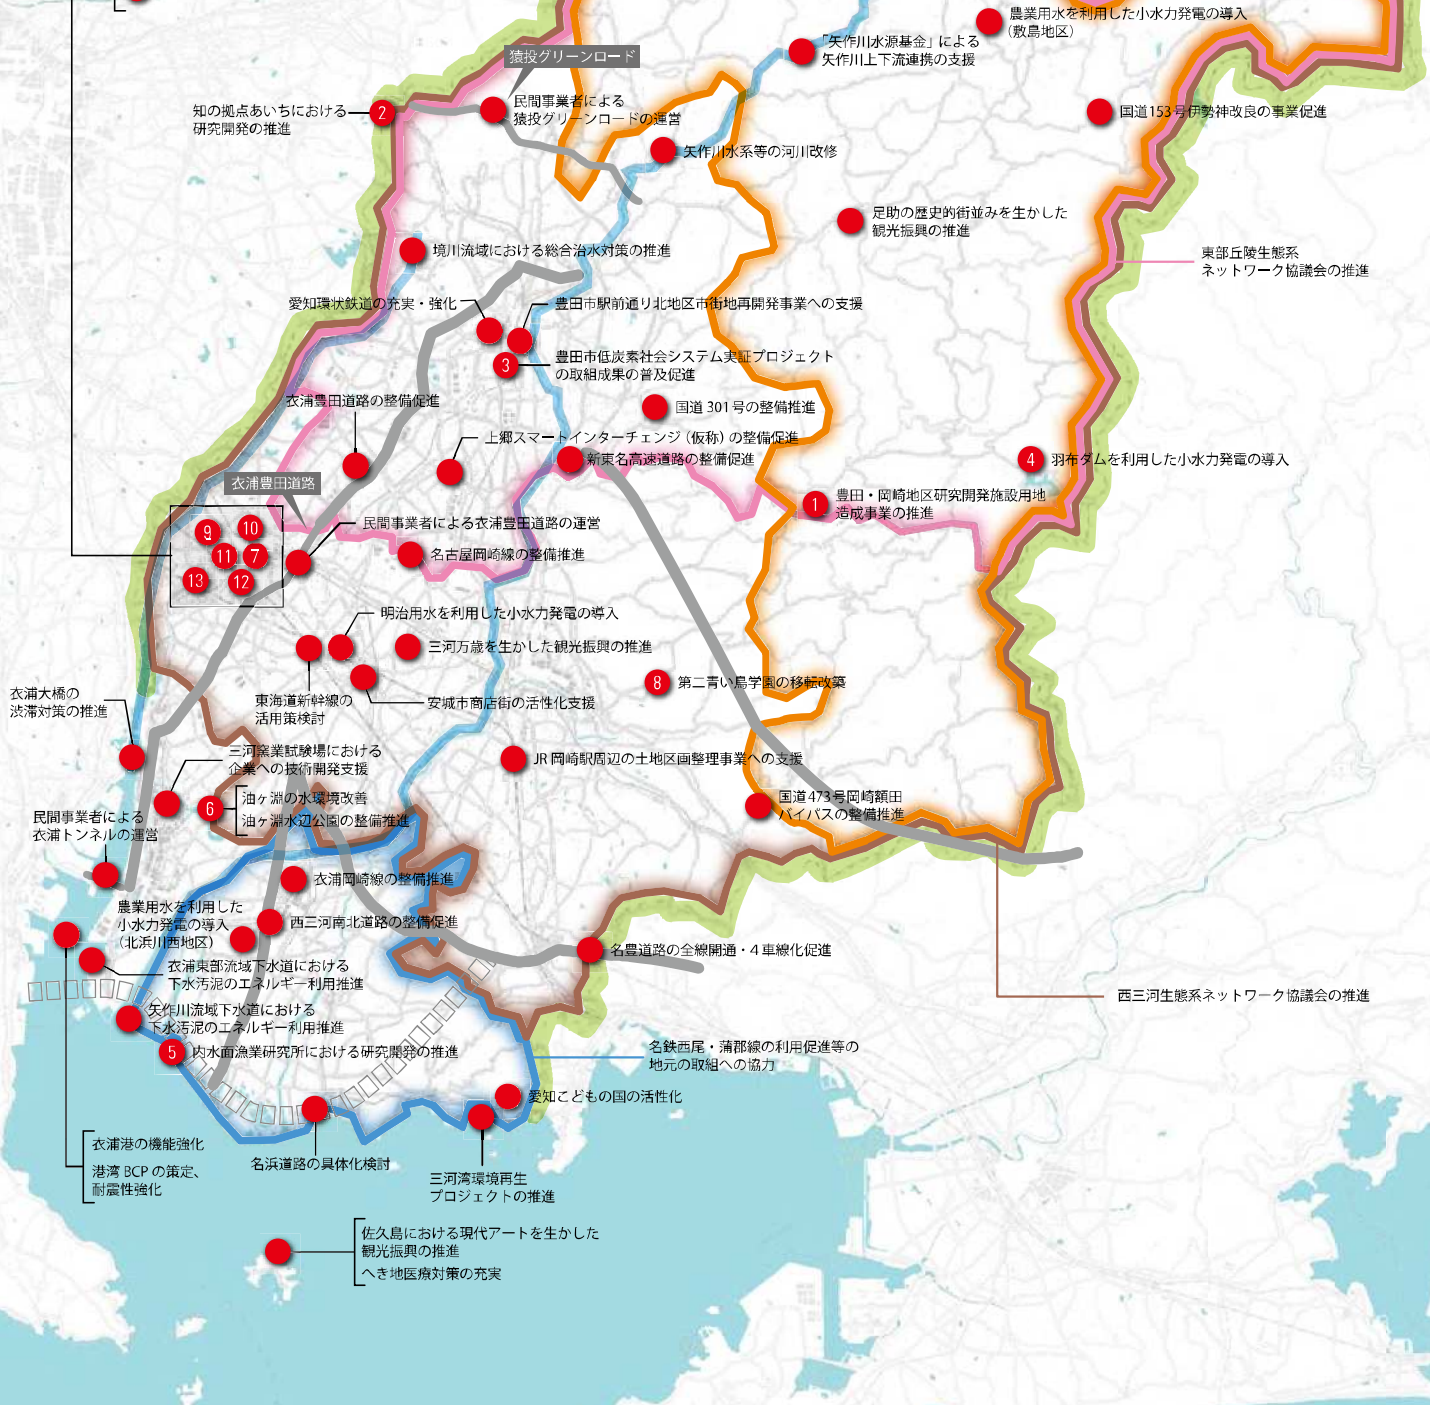 農業用水を利用した小水力発電の導入
（敷島地区）
「矢作川水源基金」による
矢作川上下流連携の支援
猿投グリーンロード
知の拠点あいちにおける
研究開発の推進
2
民間事業者による
猿投グリーンロードの運営
国道153号伊勢神改良の事業促進
矢作川水系等の河川改修
足助の歴史的街並みを生かした
観光振興の推進
境川流域における総合治水対策の推進
東部丘陵生態系
ネットワーク協議会の推進
愛知環状鉄道の充実・強化
豊田市駅前通り北地区市街地再開発事業への支援
3
豊田市低炭素社会システム実証プロジェクト
の取組成果の普及促進
衣浦豊田道路の整備促進
国道301号の整備推進
上郷スマートインターチェンジ（仮称）の整備促進
新東名高速道路の整備促進
4
羽布ダムを利用した小水力発電の導入
衣浦豊田道路
1
豊田・岡崎地区研究開発施設用地
造成事業の推進
9
10
11
7
13
12
民間事業者による衣浦豊田道路の運営
名古屋岡崎線の整備推進
明治用水を利用した小水力発電の導入
三河万歳を生かした観光振興の推進
8
第二青い鳥学園の移転改築
衣浦大橋の
渋滞対策の推進
東海道新幹線の
活用策検討
安城市商店街の活性化支援
三河窯業試験場における
企業への技術開発支援
JR岡崎駅周辺の土地区画整理事業への支援
6
油ヶ淵の水環境改善
油ヶ淵水辺公園の整備推進
国道473号岡崎額田
バイパスの整備推進
民間事業者による
衣浦トンネルの運営
衣浦岡崎線の整備推進
農業用水を利用した
小水力発電の導入
（北浜川西地区）
西三河南北道路の整備促進
名豊道路の全線開通・４車線化促進
衣浦東部流域下水道における
下水汚泥のエネルギー利用推進
西三河生態系ネットワーク協議会の推進
矢作川流域下水道における
下水汚泥のエネルギー利用推進
5
内水面漁業研究所における研究開発の推進
名鉄西尾・蒲郡線の利用促進等の
地元の取組への協力
愛知こどもの国の活性化
衣浦港の機能強化
港湾BCPの策定、
耐震性強化
名浜道路の具体化検討
三河湾環境再生
プロジェクトの推進
佐久島における現代アートを生かした
観光振興の推進
へき地医療対策の充実